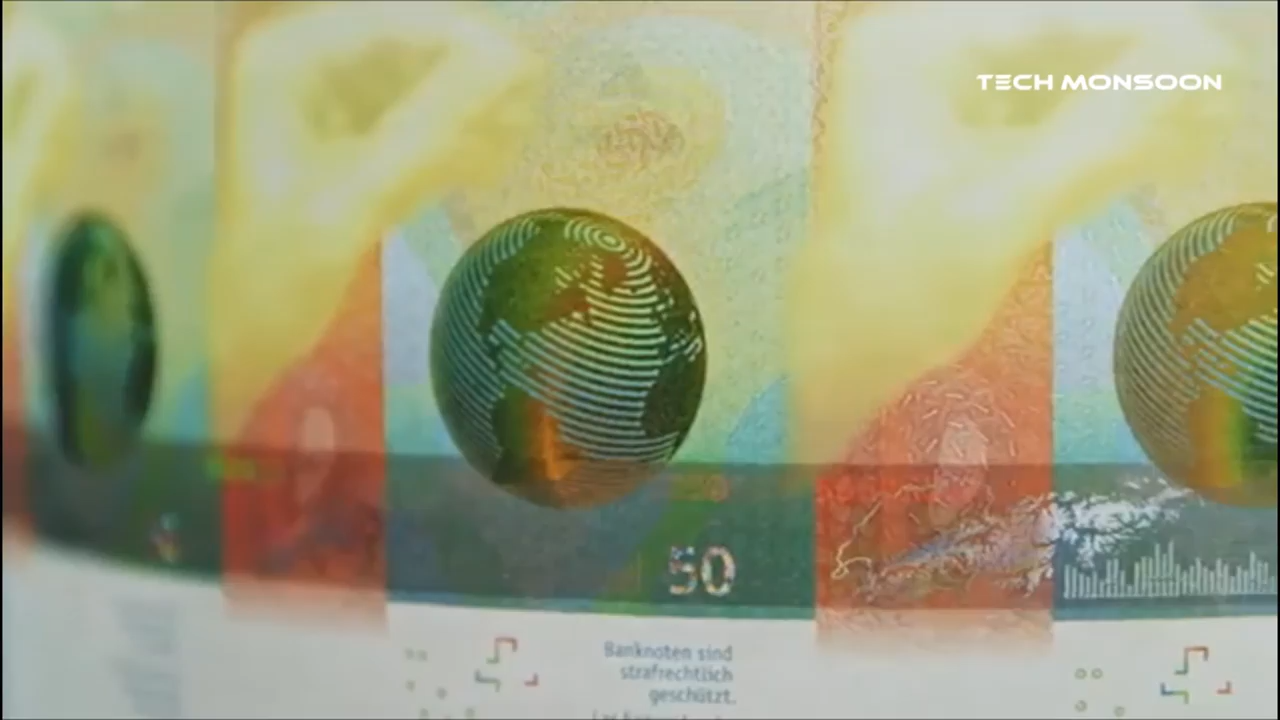 TECH MONSOON
50
Banknoten sind
strafrechtlich
geschützt.